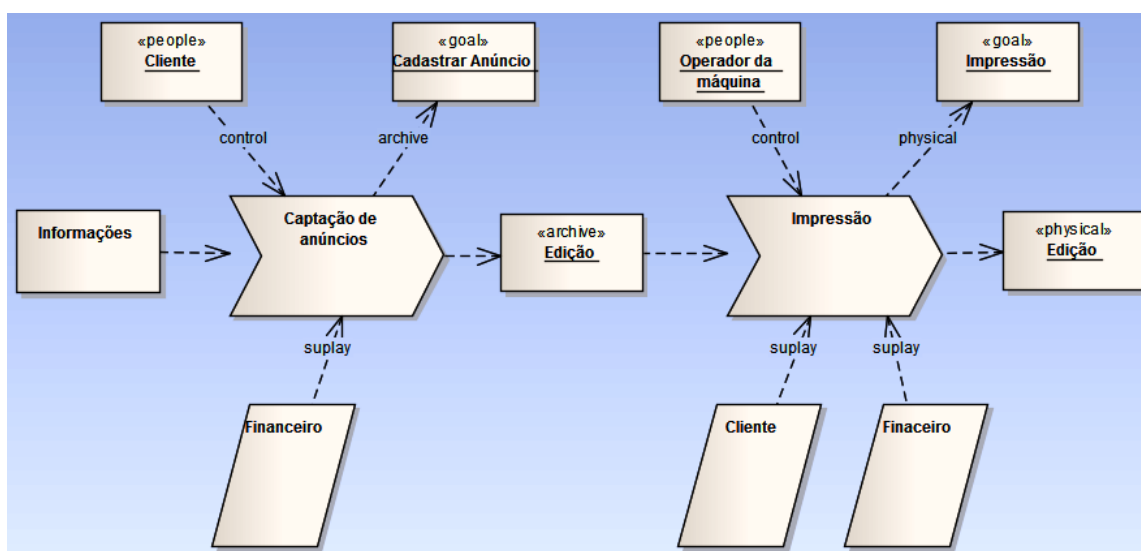 «people»
Cliente
«goal»
Cadastrar Anúncio
«people»
Operador da
máquina
«goal»
Impressão
control
archive
control
physical
Informações
Captação de
anúncios
«archive»
Edição
Impressão
«physical»
Edição
suplay
suplay
suplay
Financeiro
Cliente
Finaceiro